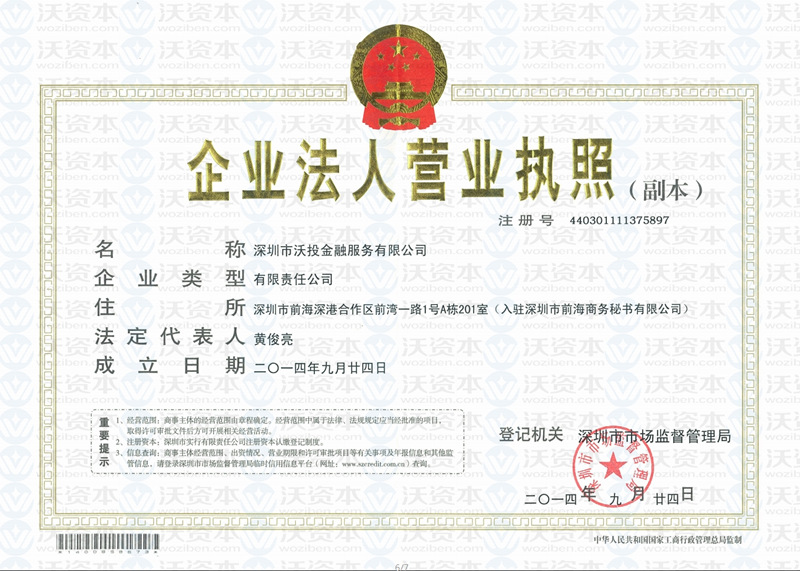 企业法人营业执照（副本）
注册号 440301111375897
名称 深圳市沃投金融服务有限公司
企业类型 有限责任公司
住所 深圳市前海深港合作区前湾一路1号A栋201室（入驻深圳市前海商务秘书有限公司）
法定代表人 黄俊亮
成立日期 二〇一四年九月廿四日
重要提示
1、经营范围：商事主体的经营范围由章程确定。经营范围中属于法律、法规规定应当经批准的项目，
取得许可审批文件后方可开展相关经营活动。
2、注册资本：深圳市实行有限责任公司注册资本认缴登记制度。
3、信息查询：商事主体经营范围、出资情况、营业期限和许可审批项目等有关事项及年报信息和其他监
管信息，请登录深圳市市场监督管理局临时信用信息平台（网址：www.szcredit.com.cn）查询。
登记机关 深圳市市场监督管理局
深圳市市场监督管理局
二〇一四年九月廿四日
中华人民共和国国家工商行政管理总局监制
6/7
沃资本
woziben.com